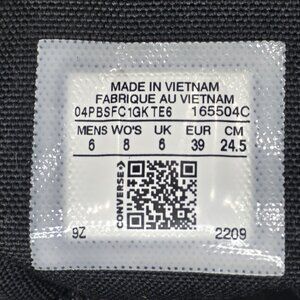 MADE IN VIETNAM
FABRIQUE AU VIETNAM
04PBSFC1GKTE6 165504C
MENS WO'S UK EUR CM
6 8 6 39 24.5
CONVERSE
9Z 2209